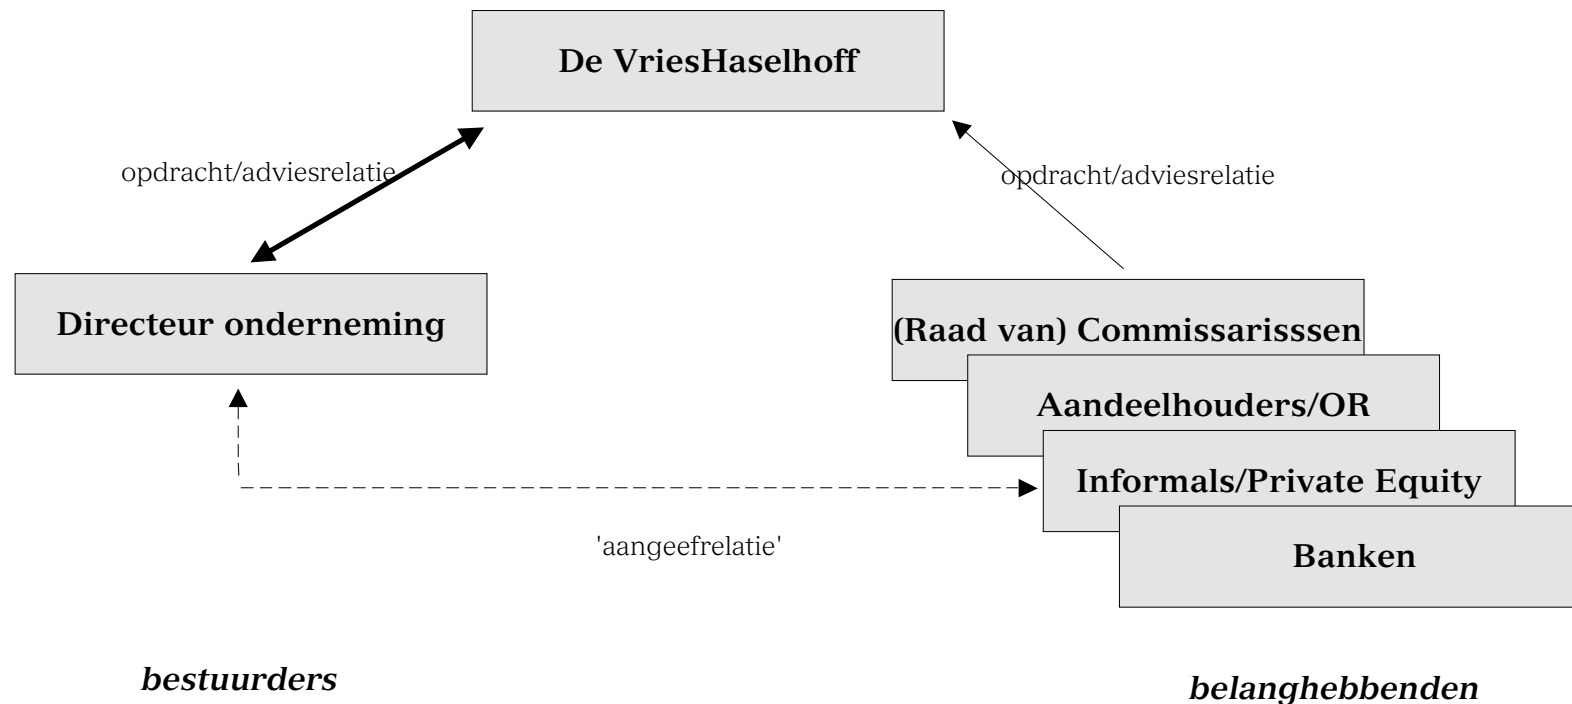 De VriesHaselhoff
opdracht/adviesrelatie
opdracht/adviesrelatie
Directeur onderneming
(Raad van) Commissarisssen
Aandeelhouders/OR
Informals/Private Equity
'aangeefrelatie'
Banken
bestuurders
belanghebbenden